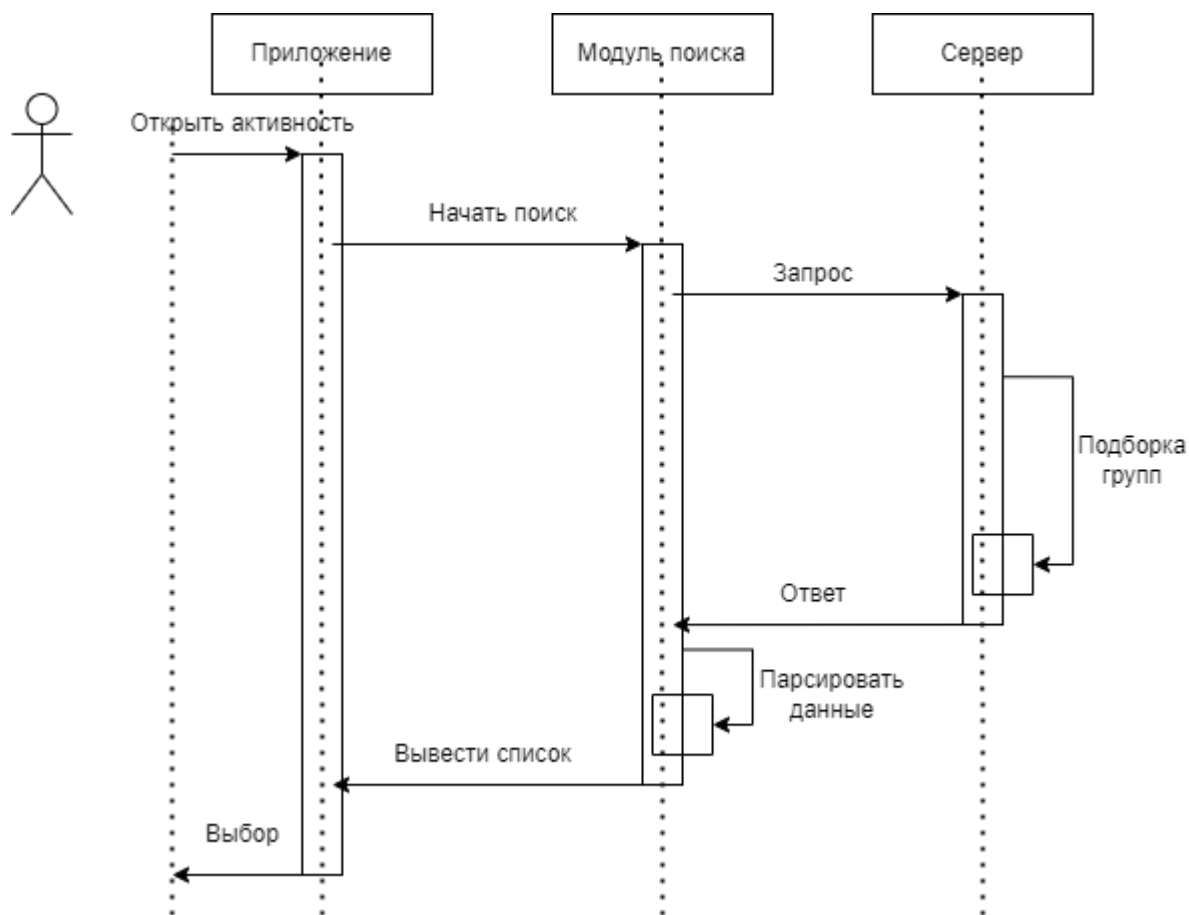 Приложение
Модуль поиска
Сервер
Открыть активность
Начать поиск
Запрос
Подборка
групп
Ответ
Парсировать
данные
Вывести список
Выбор